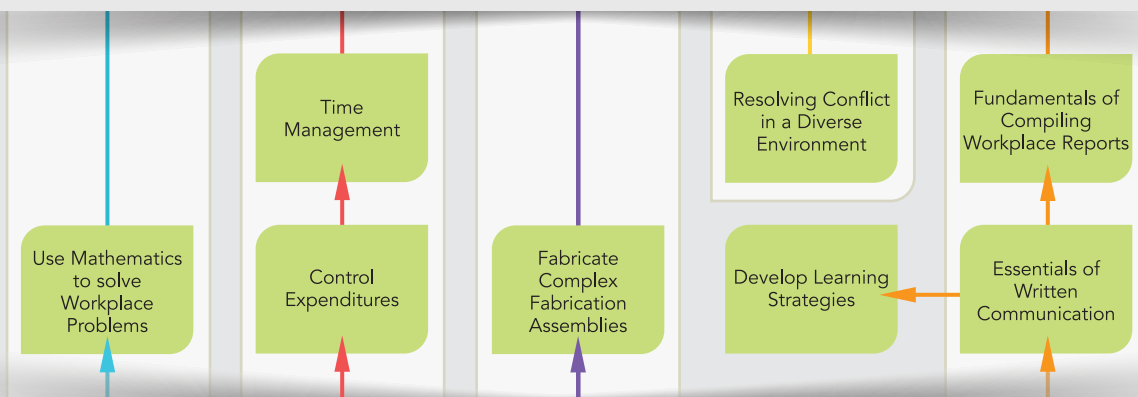 Time
Management
Resolving Conflict
in a Diverse
Environment
Fundamentals of
Compiling
Workplace Reports
Use Mathematics
to solve
Workplace
Problems
Control
Expenditures
Fabricate
Complex
Fabrication
Assemblies
Develop Learning
Strategies
Essentials of
Written
Communication